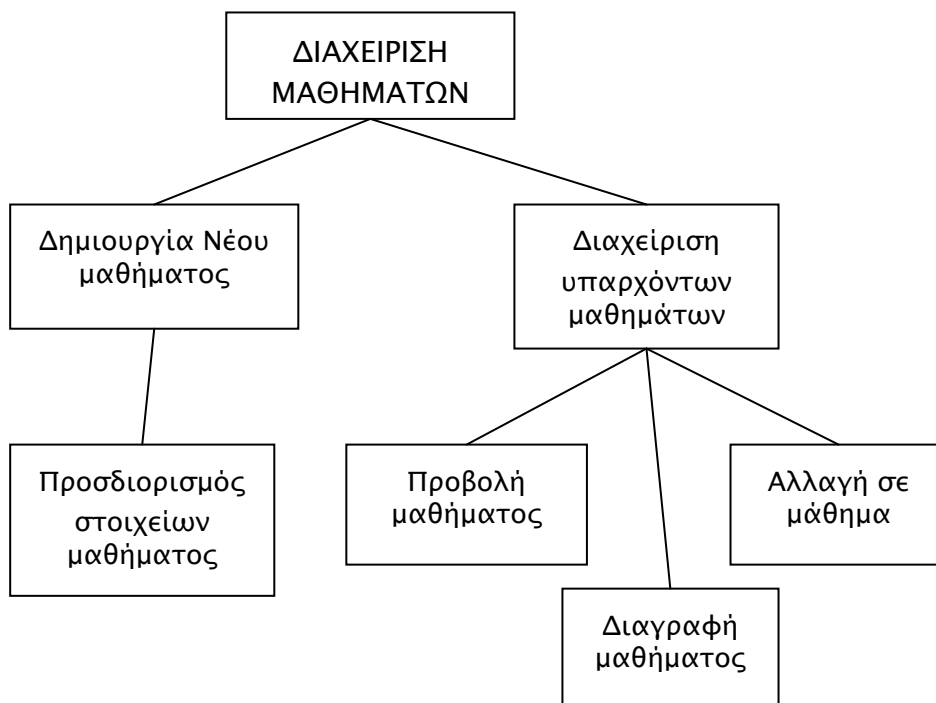 ΔΙΑΧΕΙΡΙΣΗ
ΜΑΘΗΜΑΤΩΝ
Δημιουργία Νέου
μαθήματος
Διαχείριση
υπαρχόντων
μαθημάτων
Προσδιορισμός
στοιχείων
μαθήματος
Προβολή
μαθήματος
Αλλαγή σε
μάθημα
Διαγραφή
μαθήματος